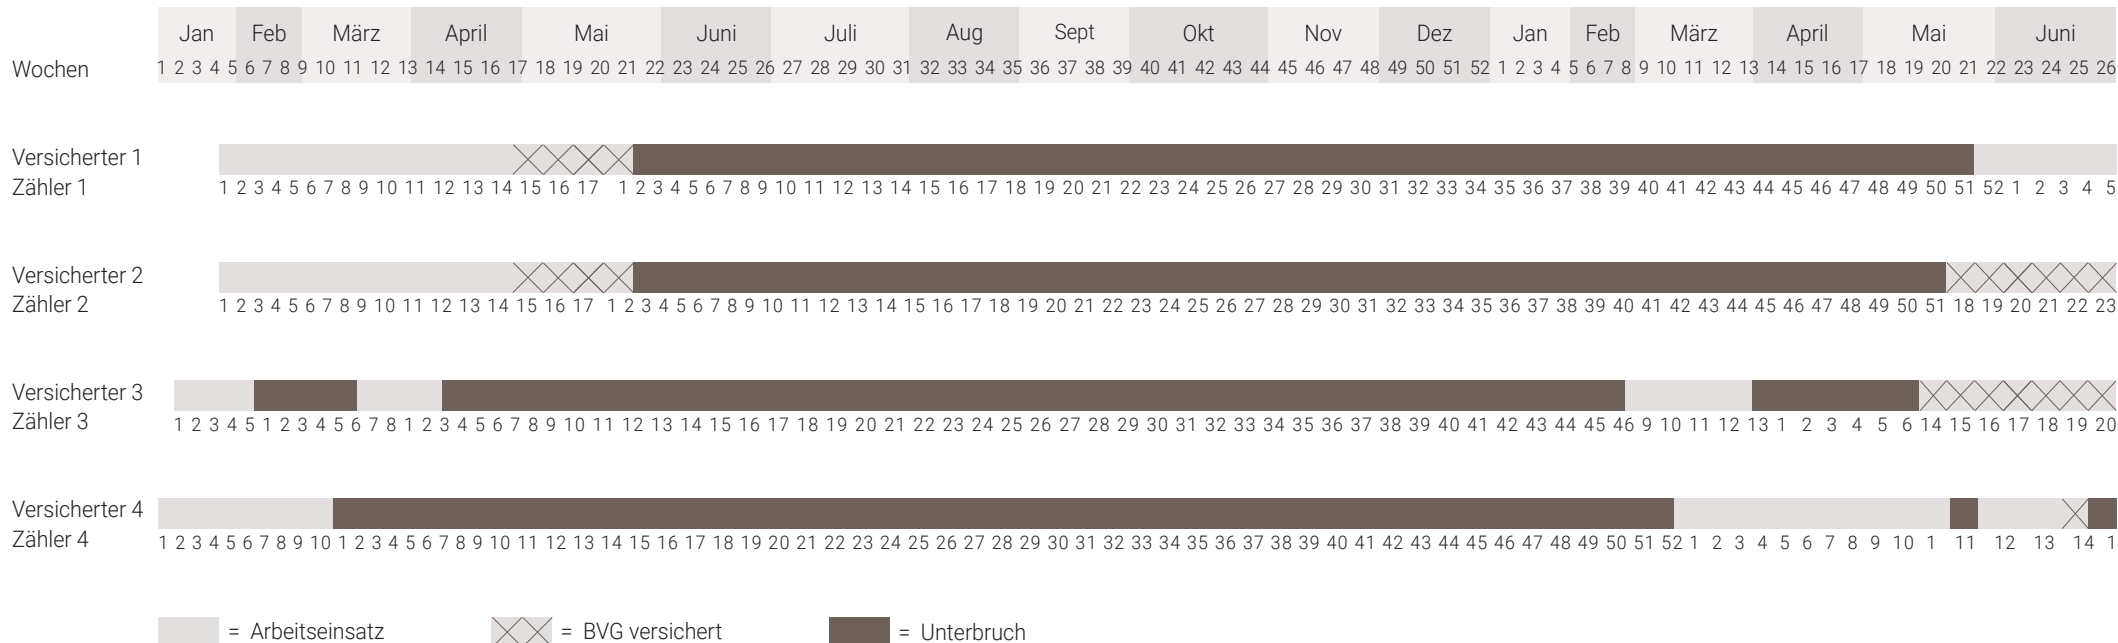 Jan Feb März April Mai Juni Juli Aug Sept Okt Nov Dez Jan Feb März April Mai Juni
Wochen 1 2 3 4 5 6 7 8 9 10 11 12 13 14 15 16 17 18 19 20 21 22 23 24 25 26 27 28 29 30 31 32 33 34 35 36 37 38 39 40 41 42 43 44 45 46 47 48 49 50 51 52 1 2 3 4 5 6 7 8 9 10 11 12 13 14 15 16 17 18 19 20 21 22 23 24 25 26
Versicherter 1
Zähler 1 1 2 3 4 5 6 7 8 9 10 11 12 13 14 15 16 17 1 2 3 4 5 6 7 8 9 10 11 12 13 14 15 16 17 18 19 20 21 22 23 24 25 26 27 28 29 30 31 32 33 34 35 36 37 38 39 40 41 42 43 44 45 46 47 48 49 50 51 52 1 2 3 4 5
Versicherter 2
Zähler 2 1 2 3 4 5 6 7 8 9 10 11 12 13 14 15 16 17 1 2 3 4 5 6 7 8 9 10 11 12 13 14 15 16 17 18 19 20 21 22 23 24 25 26 27 28 29 30 31 32 33 34 35 36 37 38 39 40 41 42 43 44 45 46 47 48 49 50 51 18 19 20 21 22 23
Versicherter 3
Zähler 3 1 2 3 4 5 1 2 3 4 5 6 7 8 1 2 3 4 5 6 7 8 9 10 11 12 13 14 15 16 17 18 19 20 21 22 23 24 25 26 27 28 29 30 31 32 33 34 35 36 37 38 39 40 41 42 43 44 45 46 9 10 11 12 13 1 2 3 4 5 6 14 15 16 17 18 19 20
Versicherter 4
Zähler 4 1 2 3 4 5 6 7 8 9 10 1 2 3 4 5 6 7 8 9 10 11 12 13 14 15 16 17 18 19 20 21 22 23 24 25 26 27 28 29 30 31 32 33 34 35 36 37 38 39 40 41 42 43 44 45 46 47 48 49 50 51 52 1 2 3 4 5 6 7 8 9 10 1 11 12 13 14 1
= Arbeitseinsatz = BVG versichert = Unterbruch